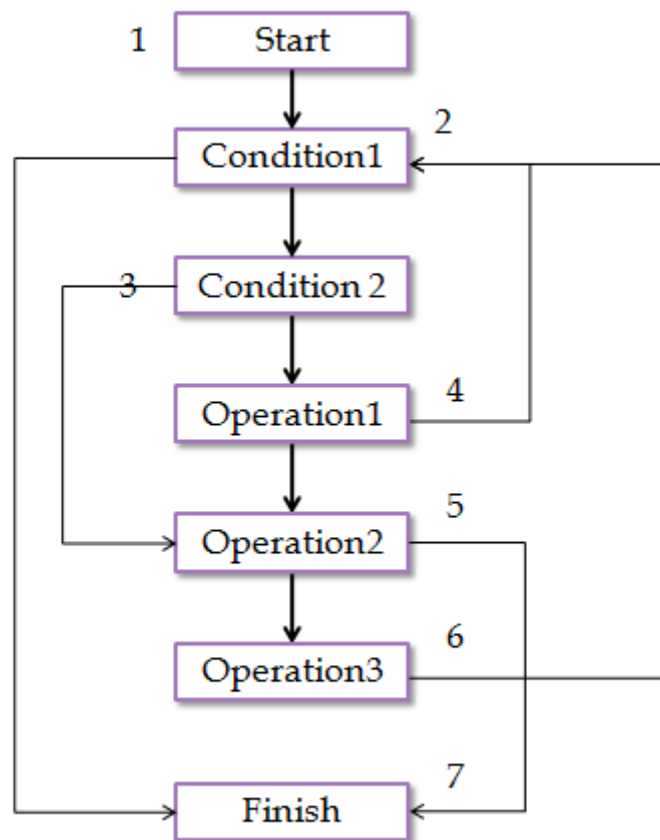 1
Start
2
Condition1
3
Condition 2
4
Operation1
5
Operation2
6
Operation3
7
Finish